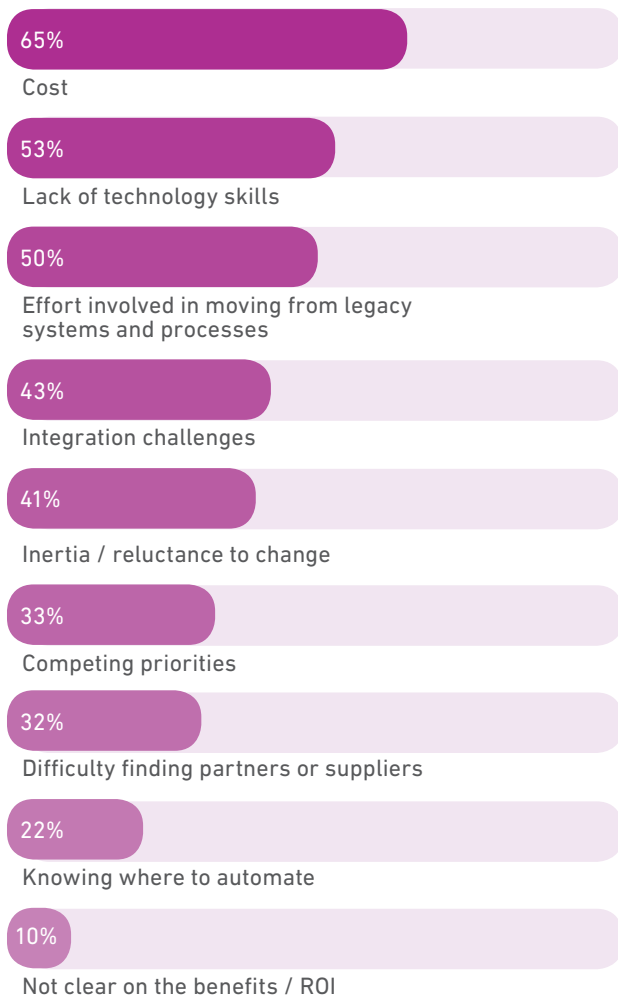 65%
Cost
53%
Lack of technology skills
50%
Effort involved in moving from legacy
systems and processes
43%
Integration challenges
41%
Inertia / reluctance to change
33%
Competing priorities
32%
Difficulty finding partners or suppliers
22%
Knowing where to automate
10%
Not clear on the benefits / ROI